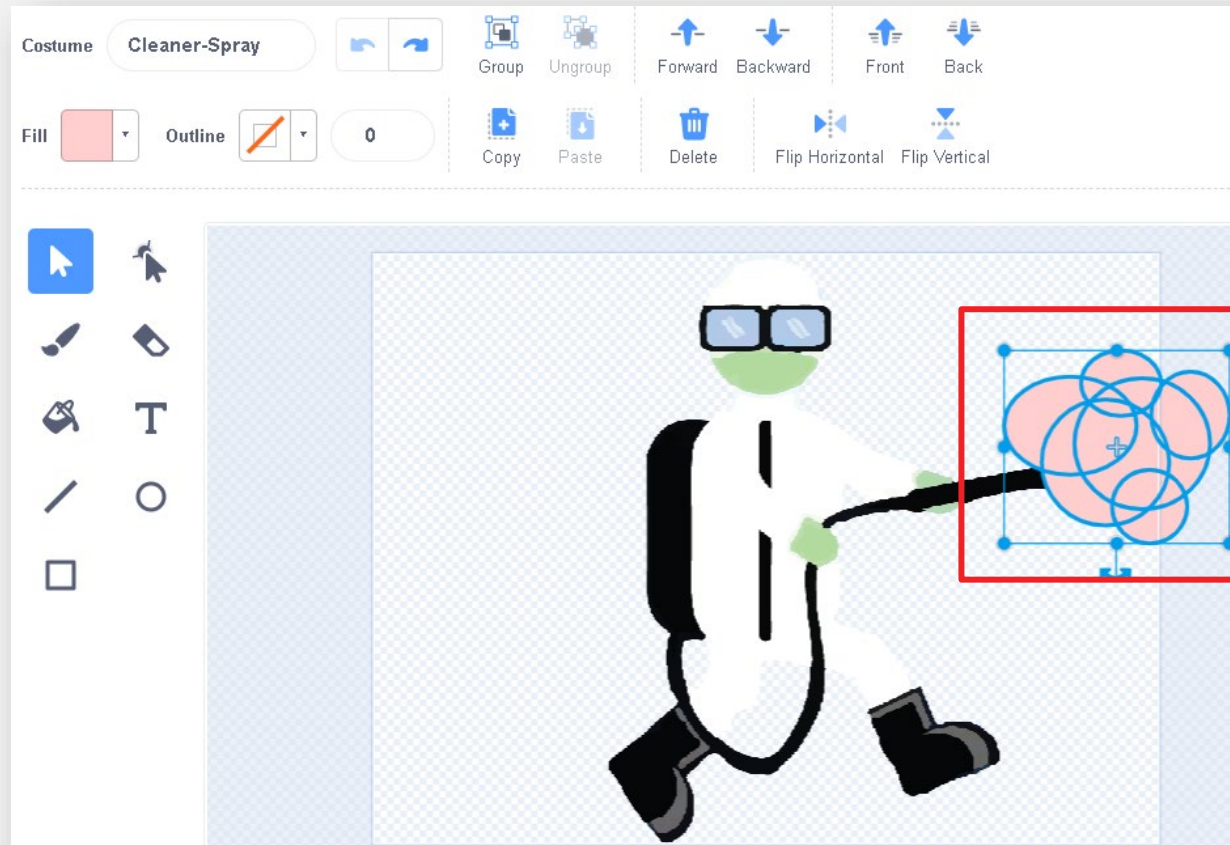 Costume Cleaner-Spray
Group Ungroup Forward Backward Front Back
Fill Outline 0
Copy Paste Delete Flip Horizontal Flip Vertical
T